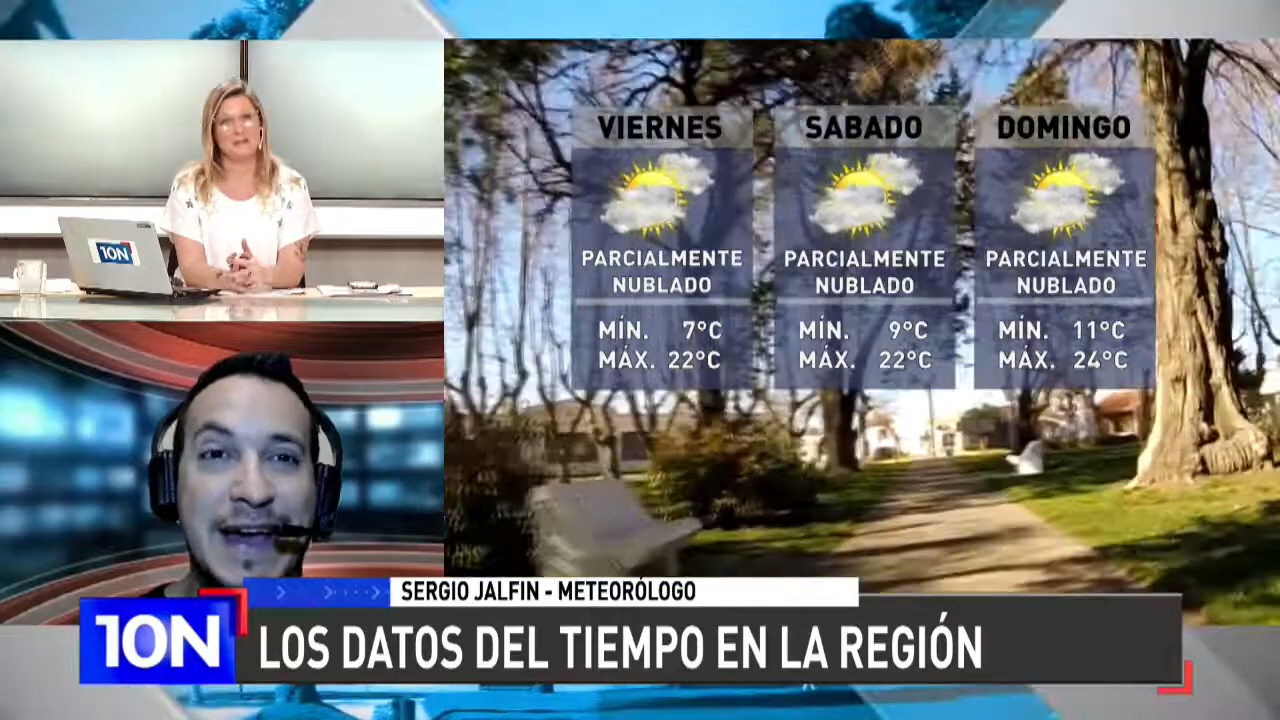 VIERNES
PARCIALMENTE
NUBLADO
MÍN. 7°C
MÁX. 22°C
SABADO
PARCIALMENTE
NUBLADO
MÍN. 9°C
MÁX. 22°C
DOMINGO
PARCIALMENTE
NUBLADO
MÍN. 11°C
MÁX. 24°C
10N
SERGIO JALFIN - METEORÓLOGO
10N
LOS DATOS DEL TIEMPO EN LA REGIÓN